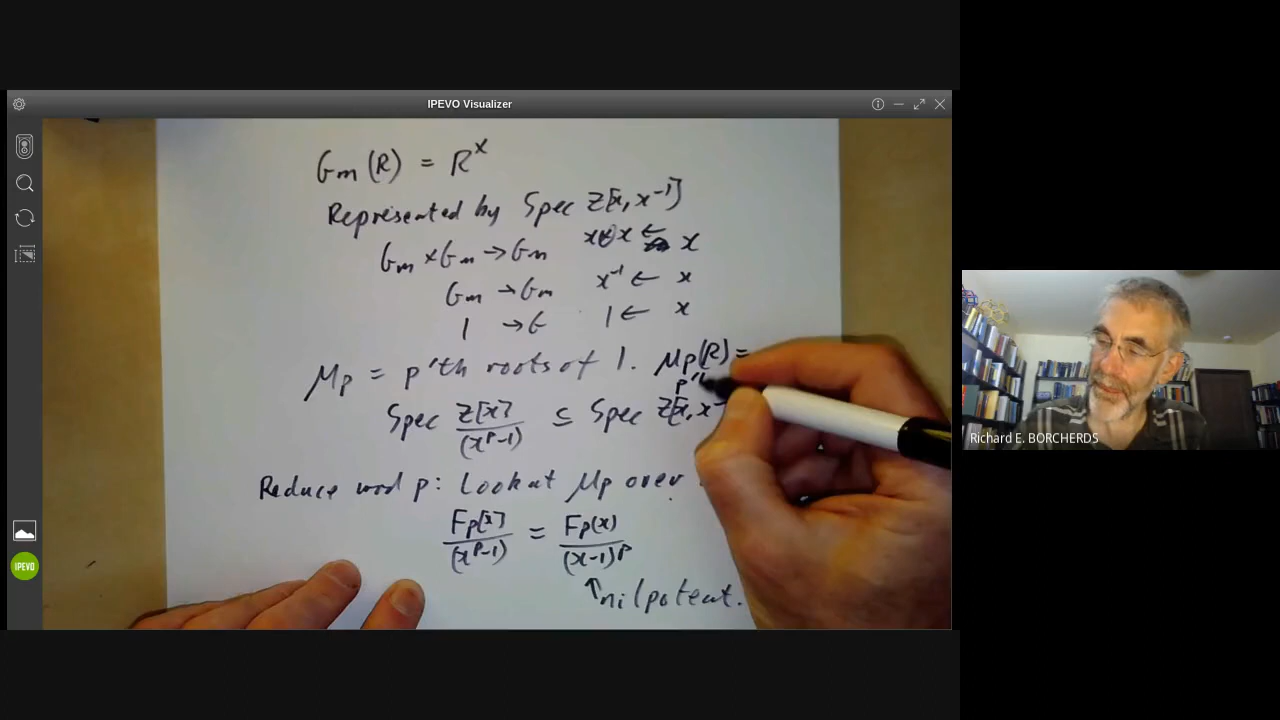 IPEVO Visualizer
Gm(R) = R^x
Represented by Spec Z[x, x^-1]
Gm × Gm → Gm x⊗x ← x
Gm → Gm x^-1 ← x
1 → G 1 ← x
μp = p'th roots of 1. μp(R) =
p'
Spec Z[x]/(x^p-1) ⊆ Spec Z[x, x^-
Reduce mod p: Look at μp over
Fp[x]/(x^p-1) = Fp(x)/(x-1)^p
↑nilpotent.
IPEVO
Richard E. BORCHERDS